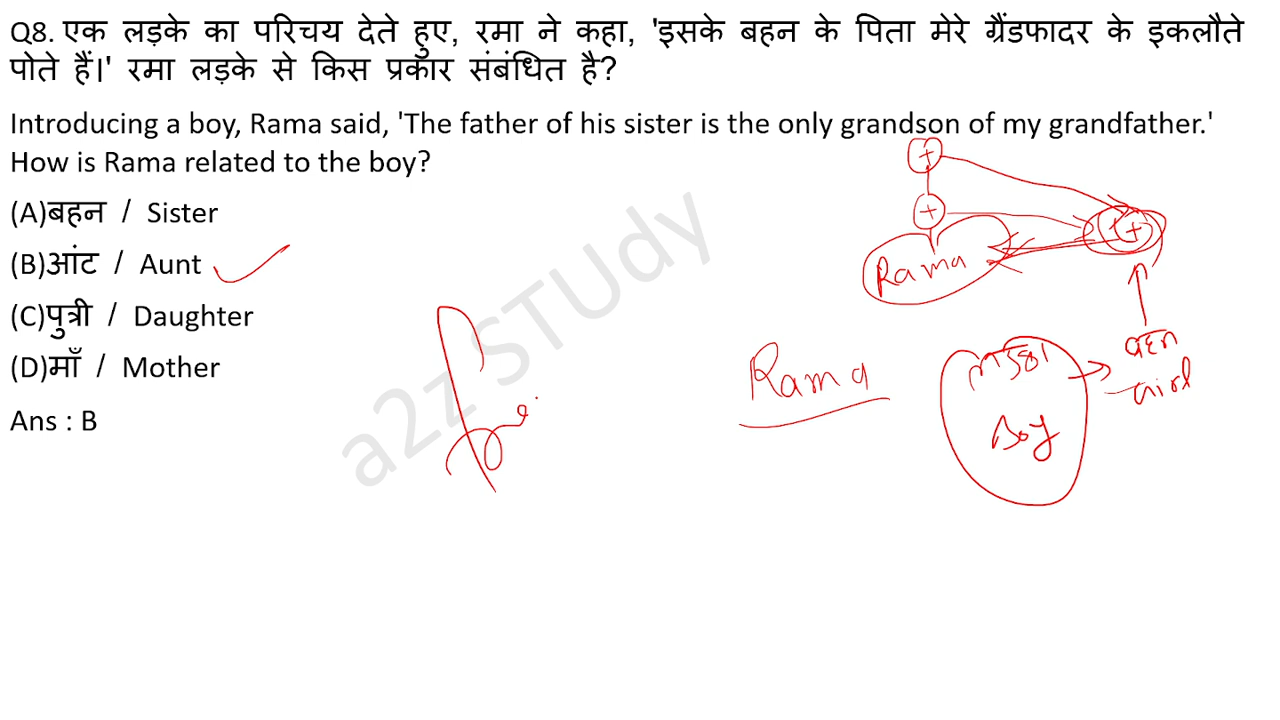 Q8. एक लड़के का परिचय देते हुए, रमा ने कहा, 'इसके बहन के पिता मेरे ग्रैंडफादर के इकलौते
पोते हैं।' रमा लड़के से किस प्रकार संबंधित है?
Introducing a boy, Rama said, 'The father of his sister is the only grandson of my grandfather.'
How is Rama related to the boy?
(A)बहन / Sister
(B)आंट / Aunt
(C)पुत्री / Daughter
(D)माँ / Mother
Ans : B
a2z STUdy
+
+
+
Rama
Rama
लड़का
Boy
बहन
Girl